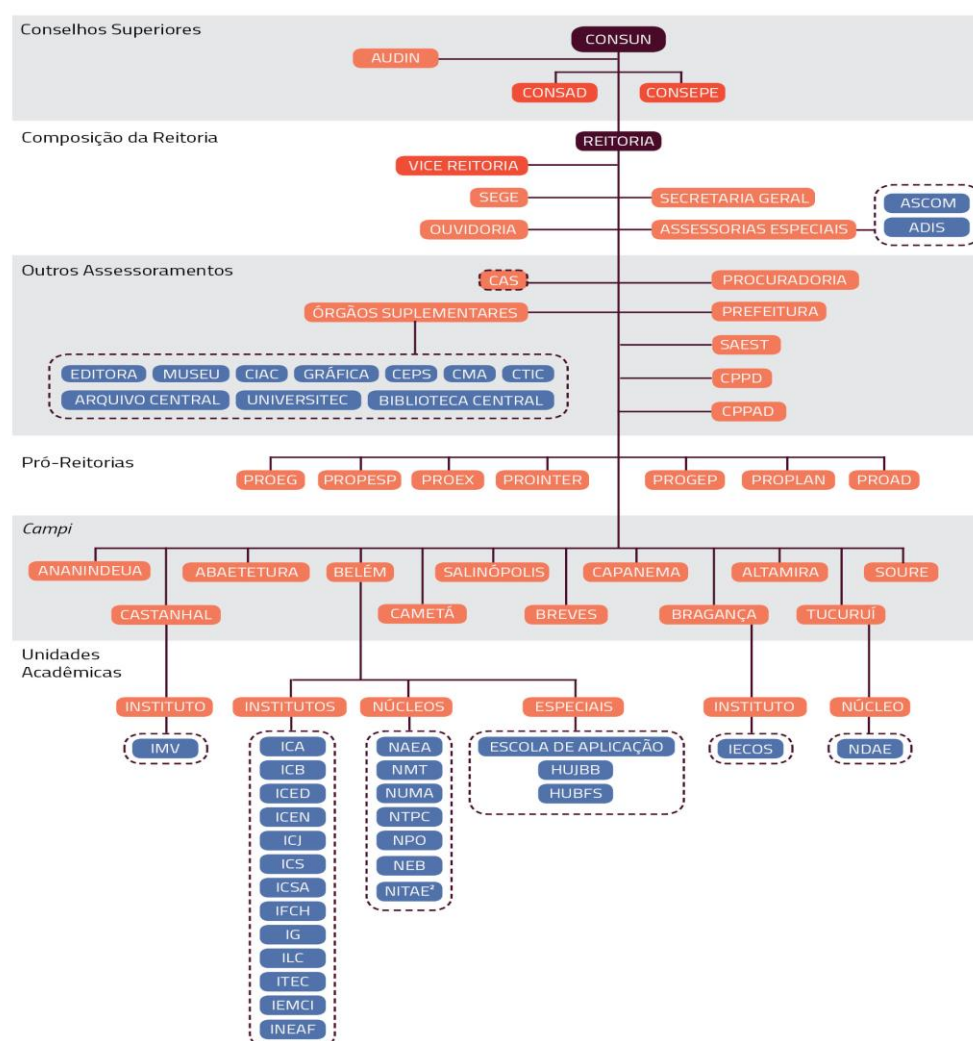 Conselhos Superiores
CONSUN
AUDIN
CONSAD
CONSEPE
Composição da Reitoria
REITORIA
VICE REITORIA
SEGE
SECRETARIA GERAL
ASCOM
OUVIDORIA
ASSESSORIAS ESPECIAIS
ADIS
Outros Assessoramentos
CAS
PROCURADORIA
ÓRGÃOS SUPLEMENTARES
PREFEITURA
SAEST
CPPD
CPPAD
EDITORA
MUSEU
CIAC
GRÁFICA
CEPS
CMA
CTIC
ARQUIVO CENTRAL
UNIVERSITEC
BIBLIOTECA CENTRAL
Pró-Reitorias
PROEG
PROPESP
PROEX
PROINTER
PROGEP
PROPLAN
PROAD
Campi
ANANINDEUA
ABAETETURA
BELÉM
SALINÓPOLIS
CAPANEMA
ALTAMIRA
SOURE
CASTANHAL
CAMETÁ
BREVES
BRAGANÇA
TUCURUÍ
Unidades
Acadêmicas
INSTITUTO
INSTITUTOS
NÚCLEOS
ESPECIAIS
INSTITUTO
NÚCLEO
IMV
ICA
ICB
ICED
ICEN
ICJ
ICS
ICSA
IFCH
IG
ILC
ITEC
IEMCI
INEAF
NAEA
NMT
NUMA
NTPC
NPO
NEB
NITAE²
ESCOLA DE APLICAÇÃO
HUJBB
HUBFS
IECOS
NDAE